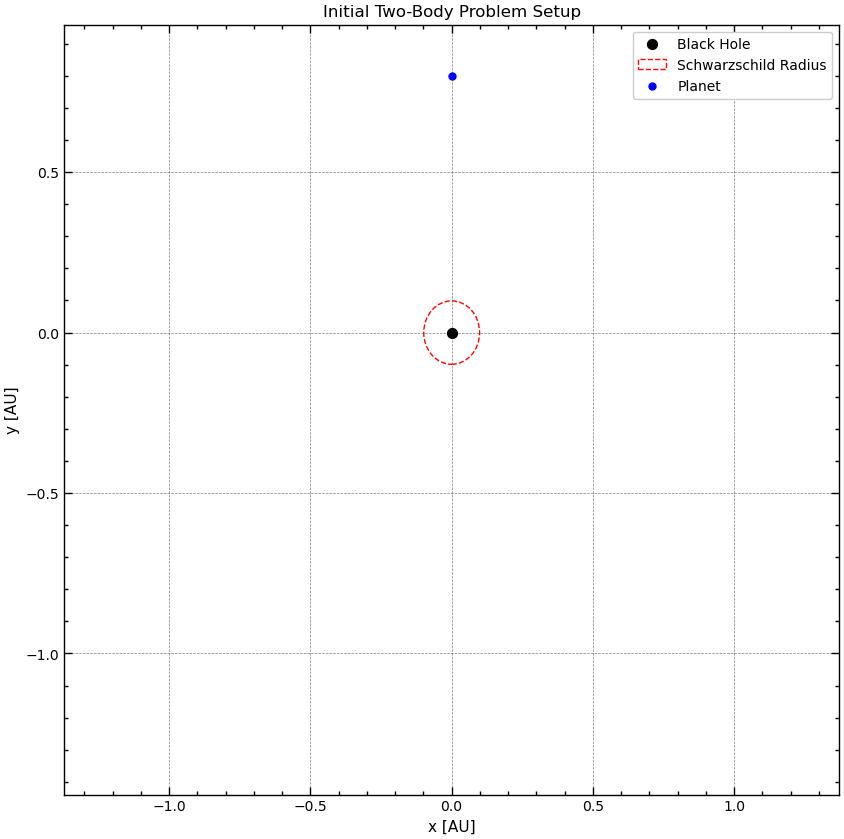 Initial Two-Body Problem Setup
Black Hole
Schwarzschild Radius
Planet
0.5
0.0
−0.5
−1.0
y [AU]
−1.0 −0.5 0.0 0.5 1.0
x [AU]